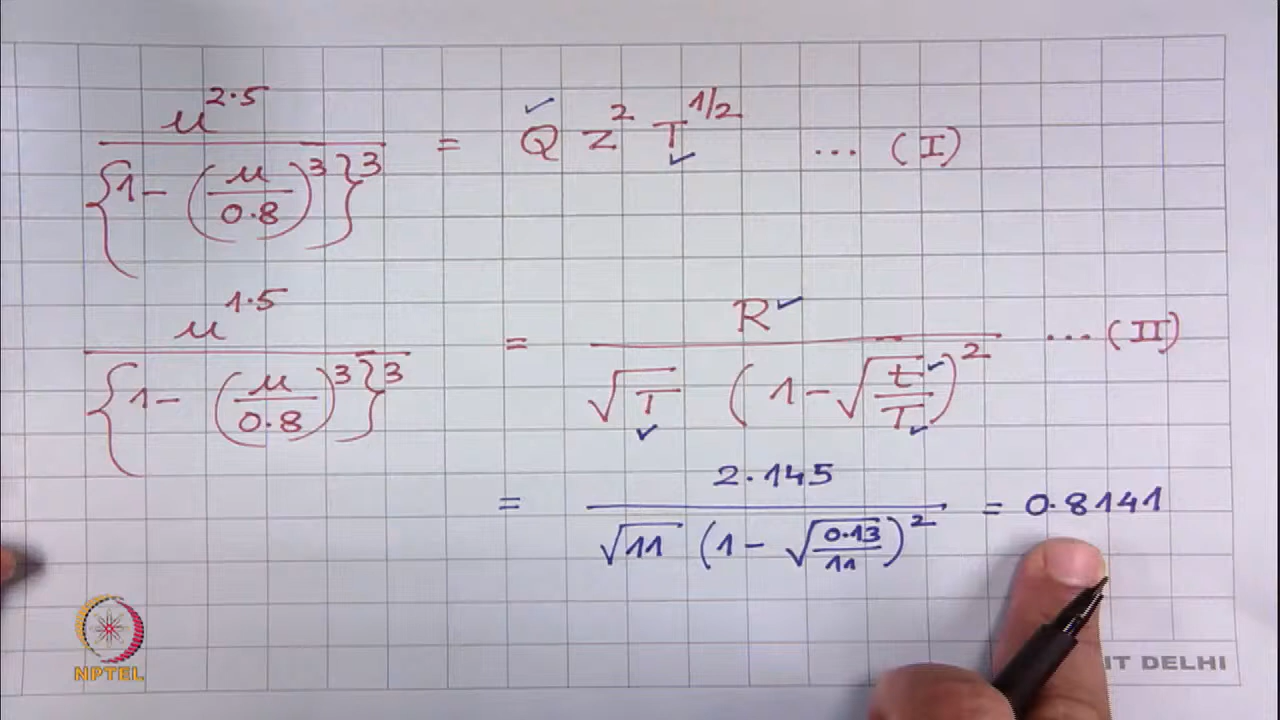 u^2.5 / {1 - (u/0.8)^3}^3 = Q z^2 T^1/2 ... (I)
u^1.5 / {1 - (u/0.8)^3}^3 = R / √T (1 - √(t/T))^2 ... (II)
= 2.145 / √11 (1 - √(0.13/11))^2 = 0.8141
NPTEL
IT DELHI